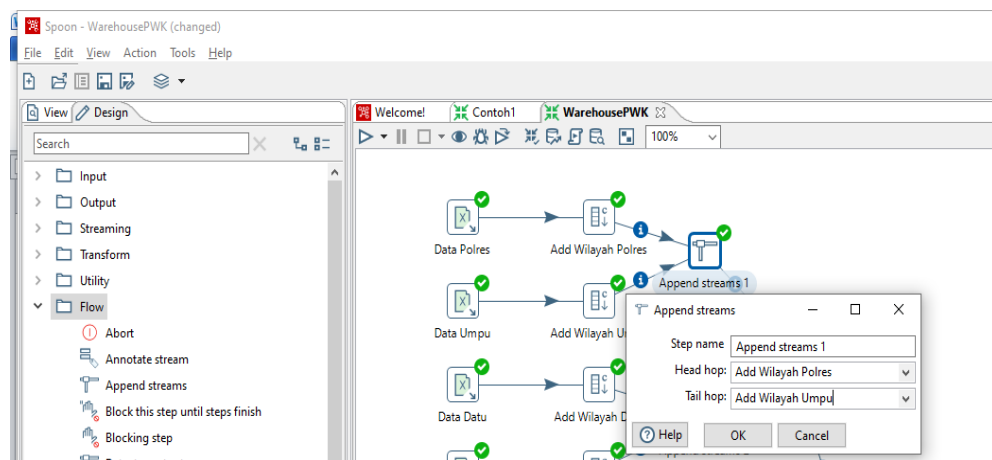 Spoon - WarehousePWK (changed)
File Edit View Action Tools Help
View Design
Welcome! Contoh1 WarehousePWK
Search
100%
Input
Output
Streaming
Transform
Utility
Flow
Abort
Annotate stream
Append streams
Block this step until steps finish
Blocking step
Data Polres Add Wilayah Polres
Append streams 1
Data Umpu Add Wilayah
Data Datu Add Wilayah
Append streams
Step name Append streams 1
Head hop: Add Wilayah Polres
Tail hop: Add Wilayah Umpu
Help OK Cancel